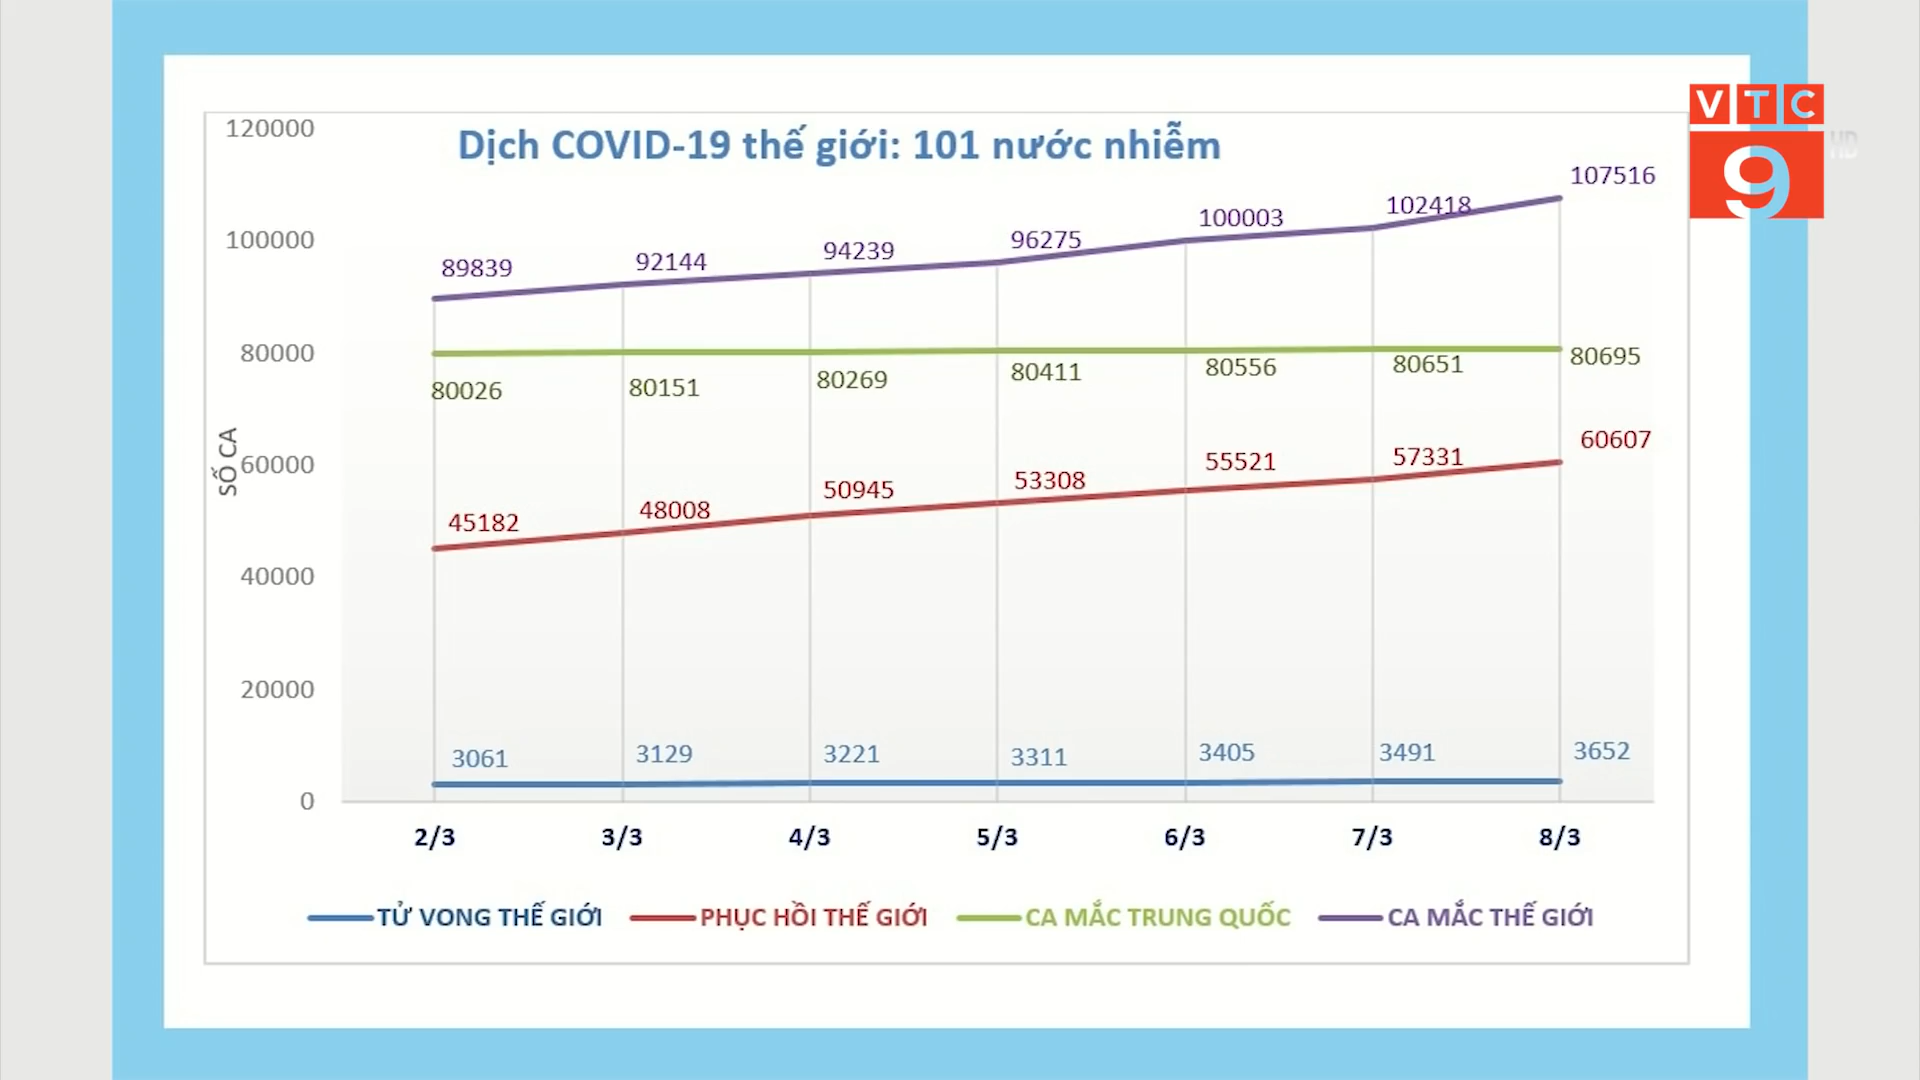 VTC
9
HD
Dịch COVID-19 thế giới: 101 nước nhiễm
120000
100000
80000
60000
40000
20000
0
SỐ CA
89839 92144 94239 96275 100003 102418 107516
80026 80151 80269 80411 80556 80651 80695
45182 48008 50945 53308 55521 57331 60607
3061 3129 3221 3311 3405 3491 3652
2/3 3/3 4/3 5/3 6/3 7/3 8/3
TỬ VONG THẾ GIỚI PHỤC HỒI THẾ GIỚI CA MẮC TRUNG QUỐC CA MẮC THẾ GIỚI